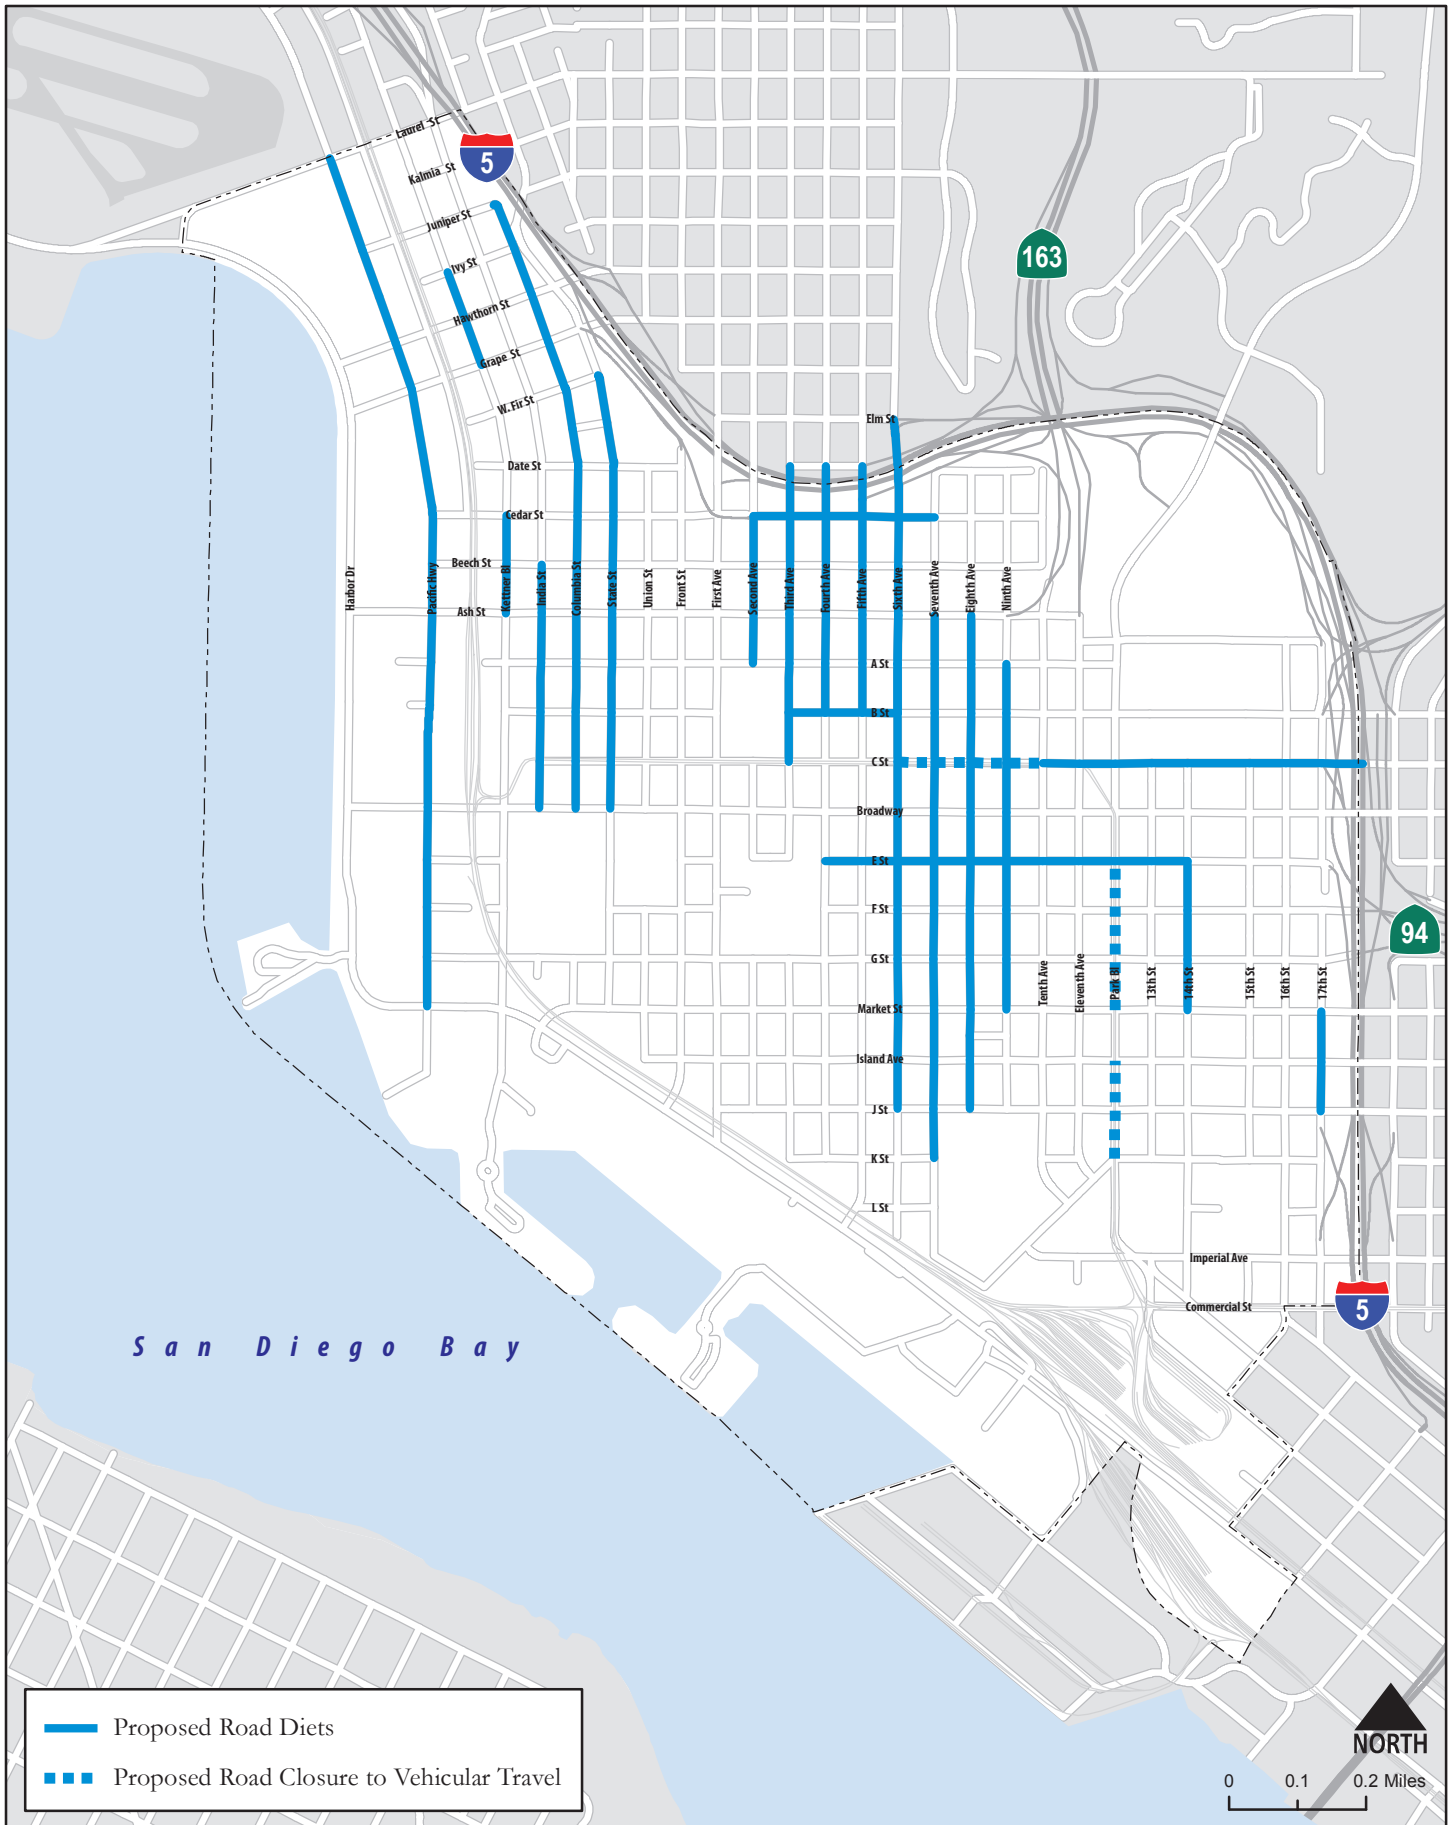 Laurel St
5
Kalmia St
Juniper St
163
Ivy St
Hawthorn St
Grape St
W. Fir St
Elm St
Date St
Cedar St
Beech St
Ash St
Harbor Dr
Pacific Hwy
Kettner Bl
India St
Columbia St
State St
Union St
Front St
First Ave
Second Ave
Third Ave
Fourth Ave
Fifth Ave
Sixth Ave
Seventh Ave
Eighth Ave
Ninth Ave
A St
B St
C St
Broadway
E St
F St
94
G St
Tenth Ave
Eleventh Ave
Park Bl
13th St
14th St
15th St
16th St
17th St
Market St
Island Ave
J St
K St
L St
Imperial Ave
Commercial St
5
San Diego Bay
Proposed Road Diets
Proposed Road Closure to Vehicular Travel
NORTH
0 0.1 0.2 Miles